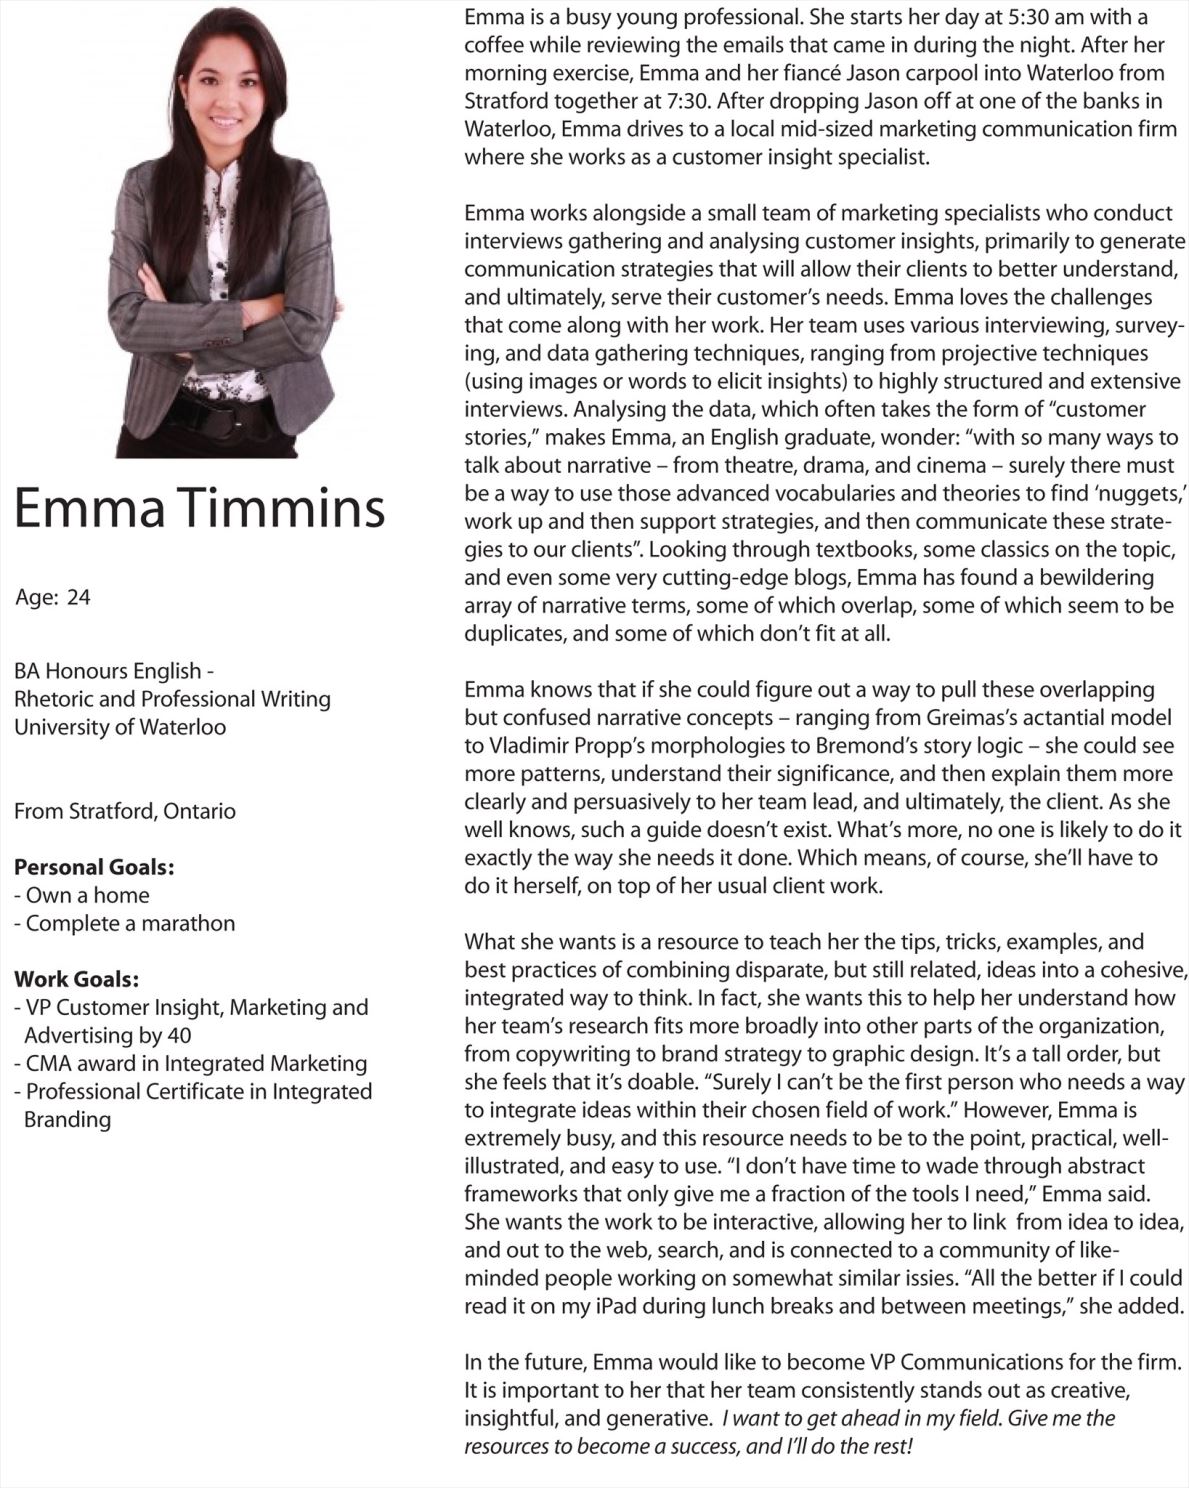 Emma Timmins
Age: 24
BA Honours English -
Rhetoric and Professional Writing
University of Waterloo
From Stratford, Ontario
Personal Goals:
- Own a home
- Complete a marathon
Work Goals:
- VP Customer Insight, Marketing and
Advertising by 40
- CMA award in Integrated Marketing
- Professional Certificate in Integrated
Branding
Emma is a busy young professional. She starts her day at 5:30 am with a
coffee while reviewing the emails that came in during the night. After her
morning exercise, Emma and her fiancé Jason carpool into Waterloo from
Stratford together at 7:30. After dropping Jason off at one of the banks in
Waterloo, Emma drives to a local mid-sized marketing communication firm
where she works as a customer insight specialist.
Emma works alongside a small team of marketing specialists who conduct
interviews gathering and analysing customer insights, primarily to generate
communication strategies that will allow their clients to better understand,
and ultimately, serve their customer's needs. Emma loves the challenges
that come along with her work. Her team uses various interviewing, survey-
ing, and data gathering techniques, ranging from projective techniques
(using images or words to elicit insights) to highly structured and extensive
interviews. Analysing the data, which often takes the form of “customer
stories,” makes Emma, an English graduate, wonder: “with so many ways to
talk about narrative – from theatre, drama, and cinema – surely there must
be a way to use those advanced vocabularies and theories to find ‘nuggets,’
work up and then support strategies, and then communicate these strate-
gies to our clients”. Looking through textbooks, some classics on the topic,
and even some very cutting-edge blogs, Emma has found a bewildering
array of narrative terms, some of which overlap, some of which seem to be
duplicates, and some of which don’t fit at all.
Emma knows that if she could figure out a way to pull these overlapping
but confused narrative concepts – ranging from Greimas’s actantial model
to Vladimir Propp’s morphologies to Bremond’s story logic – she could see
more patterns, understand their significance, and then explain them more
clearly and persuasively to her team lead, and ultimately, the client. As she
well knows, such a guide doesn’t exist. What’s more, no one is likely to do it
exactly the way she needs it done. Which means, of course, she’ll have to
do it herself, on top of her usual client work.
What she wants is a resource to teach her the tips, tricks, examples, and
best practices of combining disparate, but still related, ideas into a cohesive,
integrated way to think. In fact, she wants this to help her understand how
her team’s research fits more broadly into other parts of the organization,
from copywriting to brand strategy to graphic design. It’s a tall order, but
she feels that it’s doable. “Surely I can’t be the first person who needs a way
to integrate ideas within their chosen field of work.” However, Emma is
extremely busy, and this resource needs to be to the point, practical, well-
illustrated, and easy to use. “I don’t have time to wade through abstract
frameworks that only give me a fraction of the tools I need,” Emma said.
She wants the work to be interactive, allowing her to link from idea to idea,
and out to the web, search, and is connected to a community of like-
minded people working on somewhat similar issies. “All the better if I could
read it on my iPad during lunch breaks and between meetings,” she added.
In the future, Emma would like to become VP Communications for the firm.
It is important to her that her team consistently stands out as creative,
insightful, and generative. I want to get ahead in my field. Give me the
resources to become a success, and I’ll do the rest!